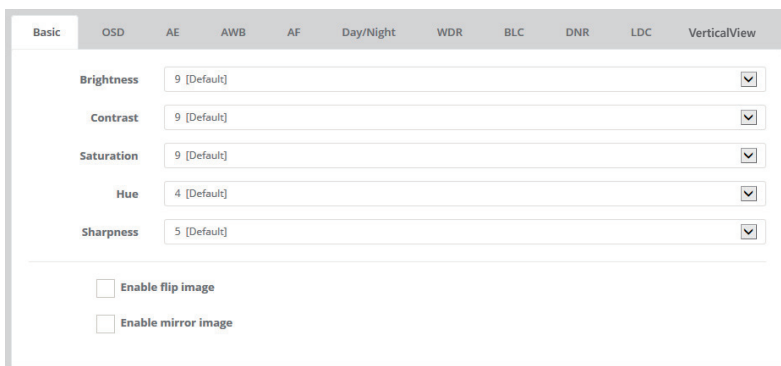 Basic OSD AE AWB AF Day/Night WDR BLC DNR LDC VerticalView
Brightness 9 [Default]
Contrast 9 [Default]
Saturation 9 [Default]
Hue 4 [Default]
Sharpness 5 [Default]
Enable flip image
Enable mirror image